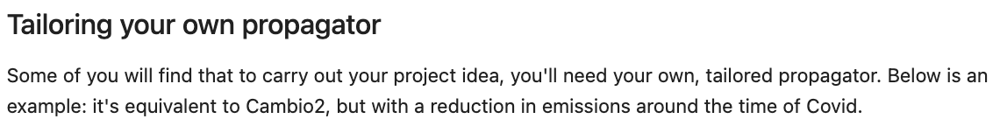 Tailoring your own propagator
Some of you will find that to carry out your project idea, you'll need your own, tailored propagator. Below is an
example: it's equivalent to Cambio2, but with a reduction in emissions around the time of Covid.